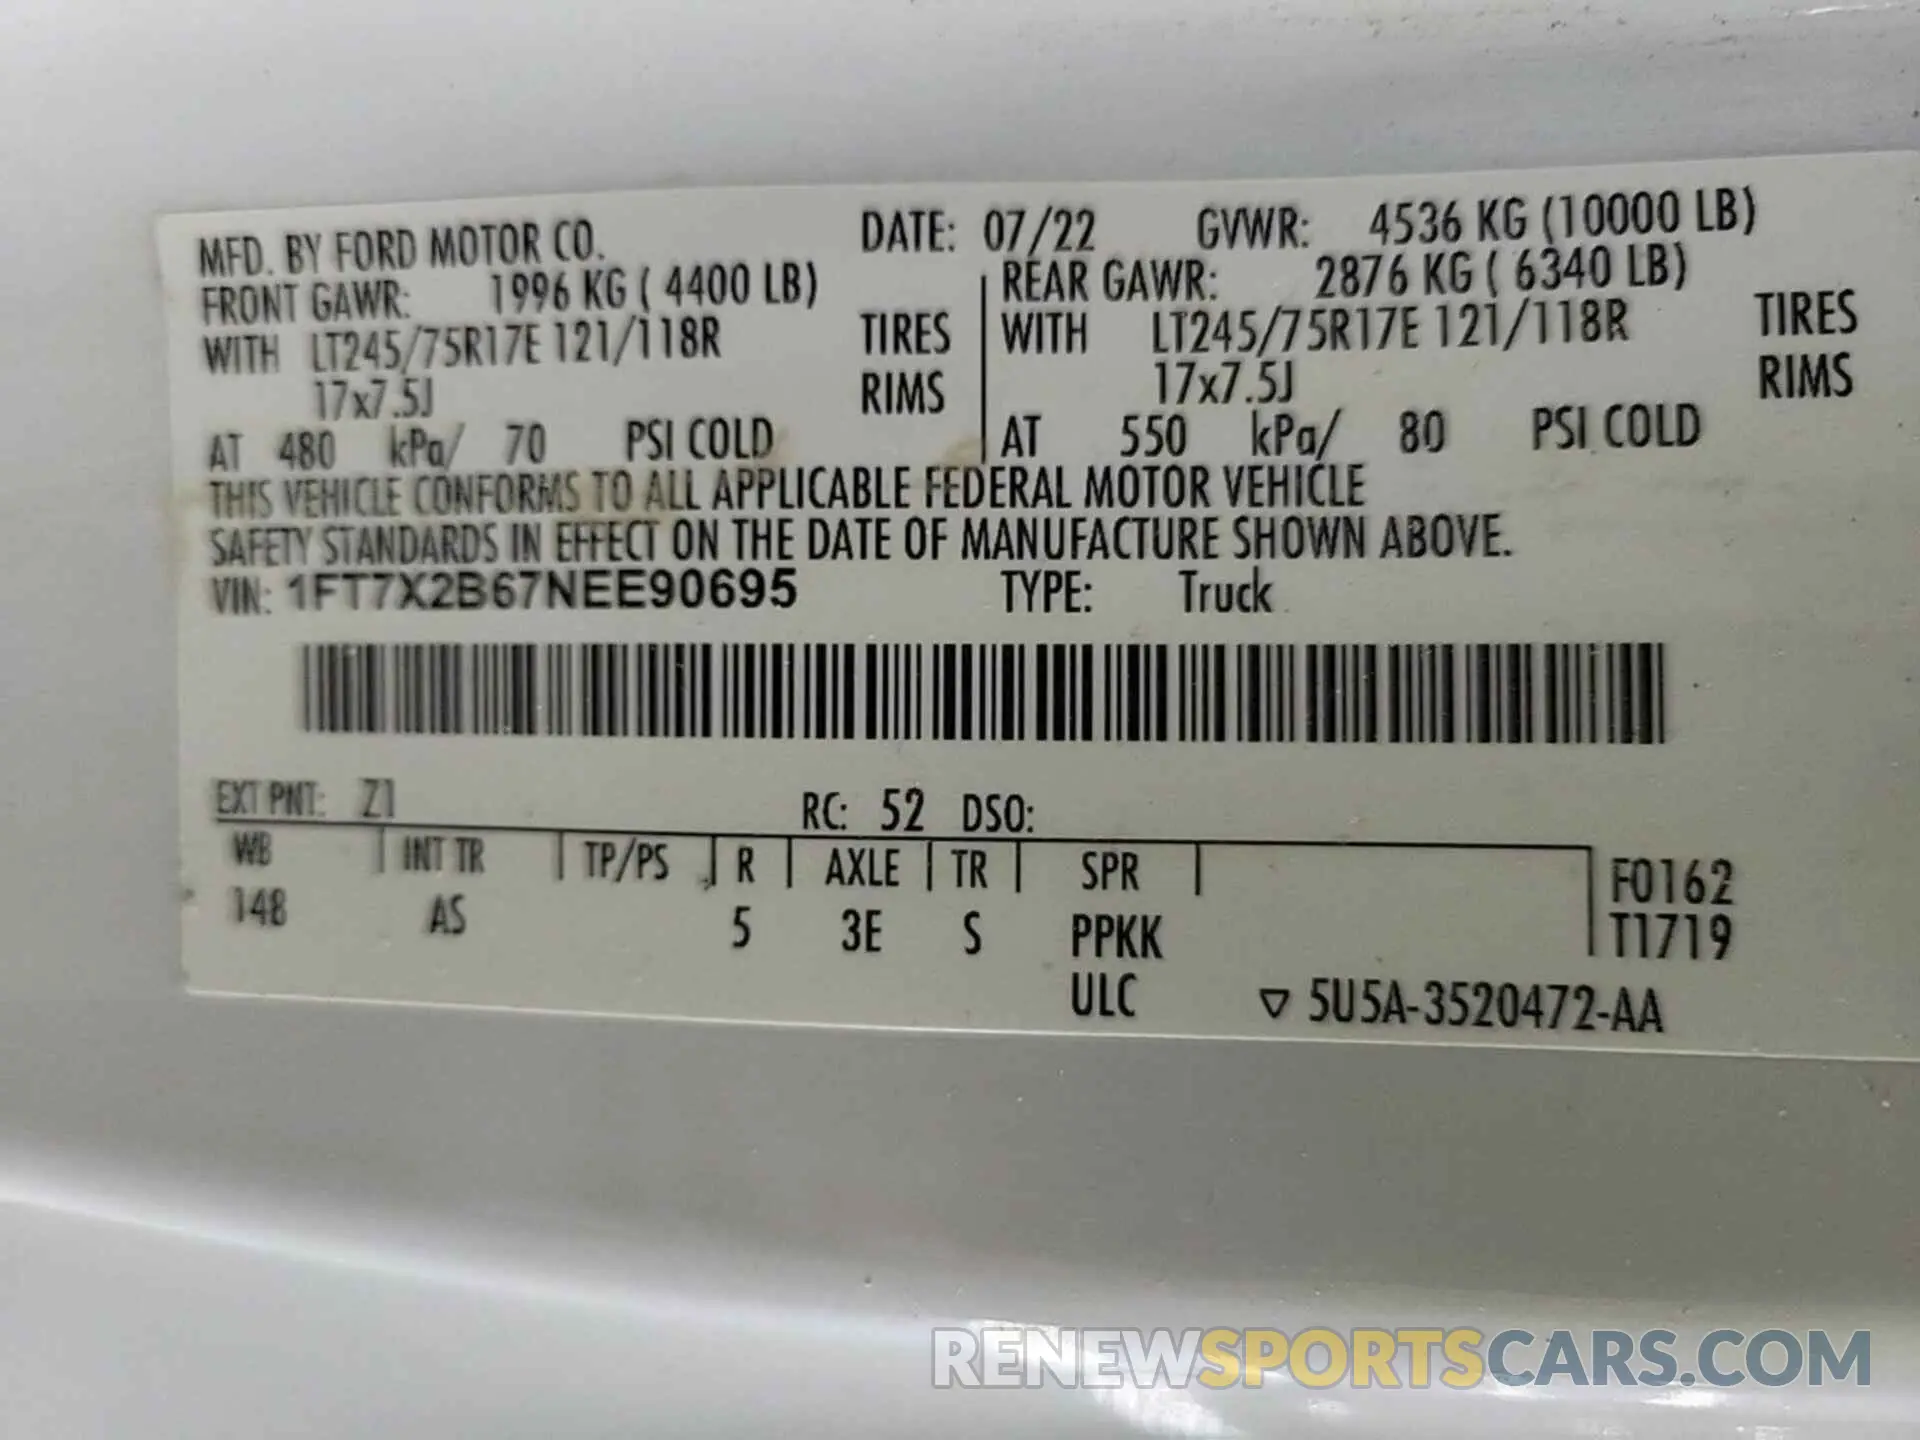 MFD. BY FORD MOTOR CO. DATE: 07/22 GVWR: 4536 KG (10000 LB)
FRONT GAWR: 1996 KG ( 4400 LB) REAR GAWR: 2876 KG ( 6340 LB)
WITH LT245/75R17E 121/118R TIRES WITH LT245/75R17E 121/118R TIRES
17x7.5J RIMS 17x7.5J RIMS
AT 480 kPa/ 70 PSI COLD AT 550 kPa/ 80 PSI COLD
THIS VEHICLE CONFORMS TO ALL APPLICABLE FEDERAL MOTOR VEHICLE
SAFETY STANDARDS IN EFFECT ON THE DATE OF MANUFACTURE SHOWN ABOVE.
VIN: 1FT7X2B67NEE90695 TYPE: Truck
EXT PNT: Z1 RC: 52 DSO:
WB INT TR TP/PS R AXLE TR SPR F0162
148 AS 5 3E S PPKK T1719
ULC ▽ 5U5A-3520472-AA
RENEWSPORTSCARS.COM